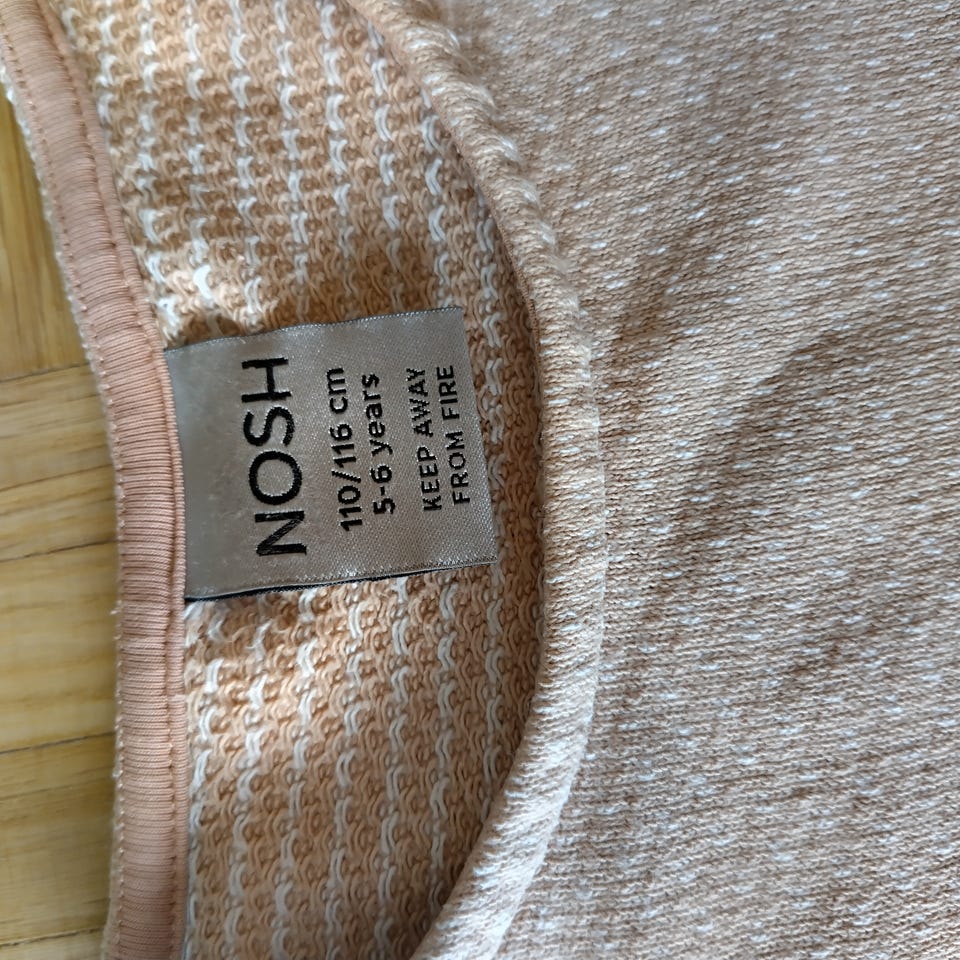 NOSH
110/116 cm
5-6 years
KEEP AWAY
FROM FIRE